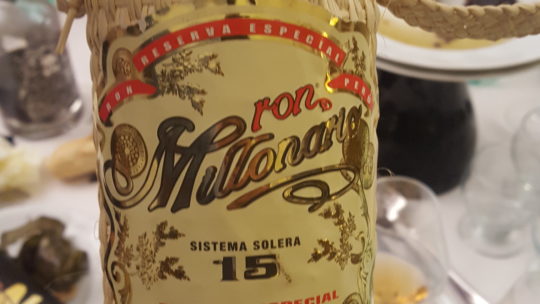 RON RESERVA ESPECIAL
ron
Millonario
SISTEMA SOLERA
15